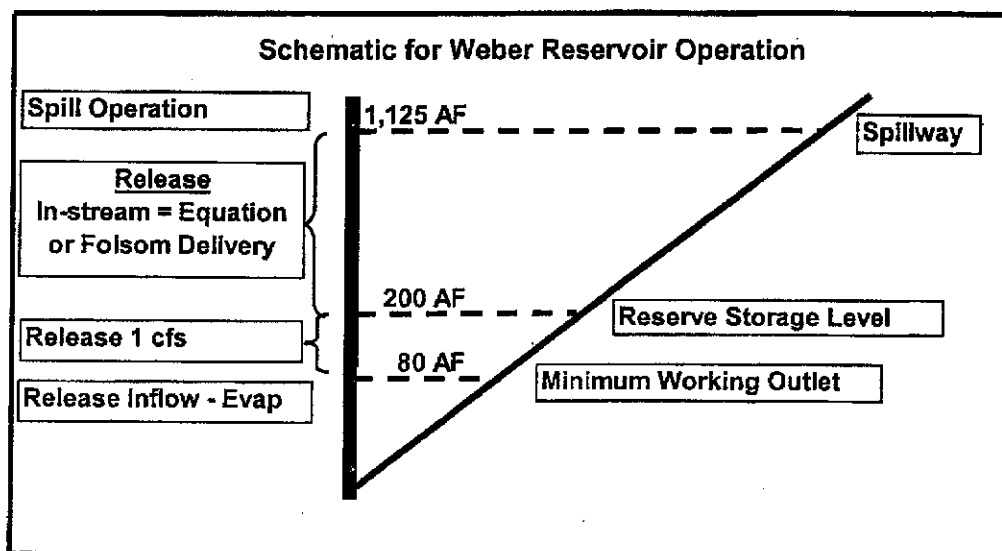 Schematic for Weber Reservoir Operation
Spill Operation
1,125 AF
Spillway
Release
In-stream = Equation
or Folsom Delivery
200 AF
Reserve Storage Level
Release 1 cfs
80 AF
Minimum Working Outlet
Release Inflow - Evap